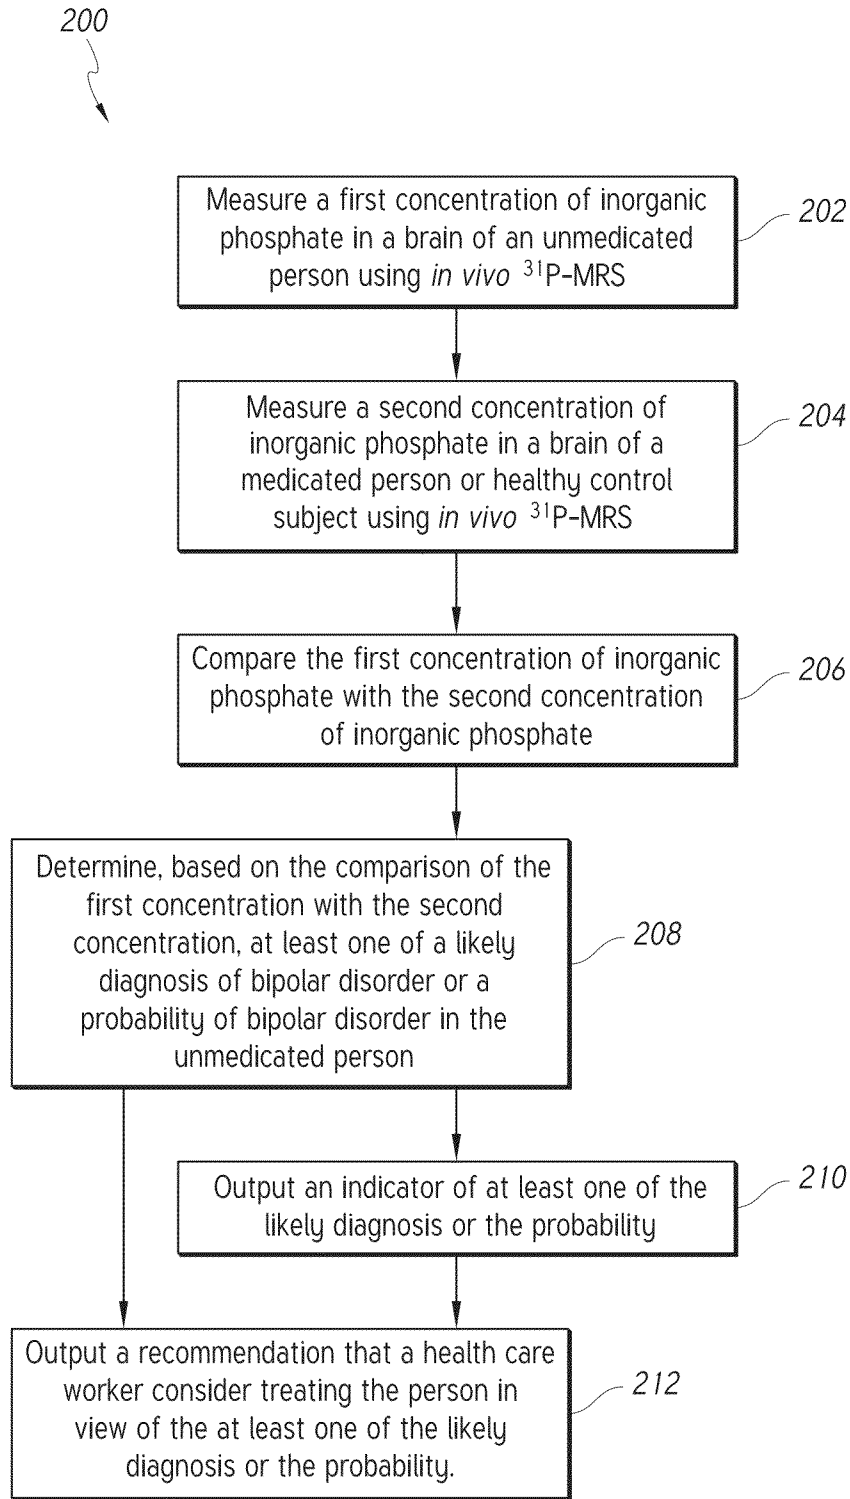 200
Measure a first concentration of inorganic
phosphate in a brain of an unmedicated
person using in vivo ³¹P-MRS
202
Measure a second concentration of
inorganic phosphate in a brain of a
medicated person or healthy control
subject using in vivo ³¹P-MRS
204
Compare the first concentration of inorganic
phosphate with the second concentration
of inorganic phosphate
206
Determine, based on the comparison of the
first concentration with the second
concentration, at least one of a likely
diagnosis of bipolar disorder or a
probability of bipolar disorder in the
unmedicated person
208
Output an indicator of at least one of the
likely diagnosis or the probability
210
Output a recommendation that a health care
worker consider treating the person in
view of the at least one of the likely
diagnosis or the probability.
212